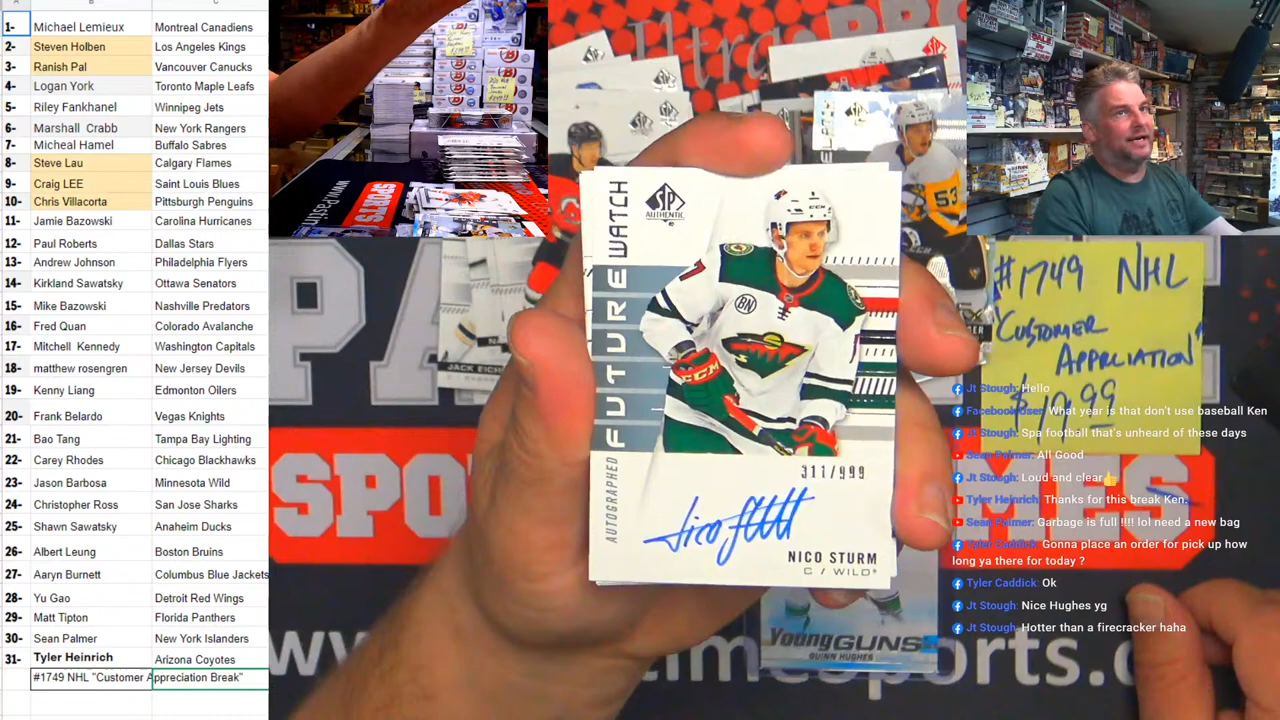 1- Michael Lemieux Montreal Canadiens
2- Steven Holben Los Angeles Kings
3- Ranish Pal Vancouver Canucks
4- Logan York Toronto Maple Leafs
5- Riley Fankhanel Winnipeg Jets
6- Marshall Crabb New York Rangers
7- Micheal Hamel Buffalo Sabres
8- Steve Lau Calgary Flames
9- Craig LEE Saint Louis Blues
10- Chris Villacorta Pittsburgh Penguins
11- Jamie Bazan Carolina Hurricanes
12- Paul Roberts Dallas Stars
13- Andrew Johnson Philadelphia Flyers
14- Kirkland Sawatsky Ottawa Senators
15- Mike Barowski Nashville Predators
16- Fred Quan Colorado Avalanche
17- Mitchell Kennedy Washington Capitals
18- matthew rosengren New Jersey Devils
19- Kenny Liang Edmonton Oilers
20- Frank Belardo Vegas Knights
21- Bao Tang Tampa Bay Lighting
22- Carey Rhodes Chicago Blackhawks
23- Jason Barbosa Minnesota Wild
24- Christopher Ross San Jose Sharks
25- Shawn Sawatsky Anaheim Ducks
26- Albert Leung Boston Bruins
27- Aaryn Burnett Columbus Blue Jackets
28- Yu Gao Detroit Red Wings
29- Matt Tipton Florida Panthers
30- Sean Palmer New York Islanders
31- Tyler Heinrich Arizona Coyotes
#1749 NHL "Customer Appreciation Break"
SPORTS
53
JACK EICH
SP
AUTHENTIC
FUTURE WATCH
AUTOGRAPHED
BN
CCM
311/999
NICO STURM
C / WILD
Young GUNS
QUINN HUGHES
#1749 NHL
"CUSTOMER
APPRCIATION"
$19.99
SPO
MES
Jt Stough: Hello
Facebook User: What year is that don't use baseball Ken
Jt Stough: Spa football that's unheard of these days
Sean Palmer: All Good
Jt Stough: Loud and clear👍
Tyler Heinrich: Thanks for this break Ken.
Sean Palmer: Garbage is full !!!! lol need a new bag
Tyler Caddick: Gonna place an order for pick up how
long ya there for today ?
Tyler Caddick: Ok
Jt Stough: Nice Hughes yg
Jt Stough: Hotter than a firecracker haha